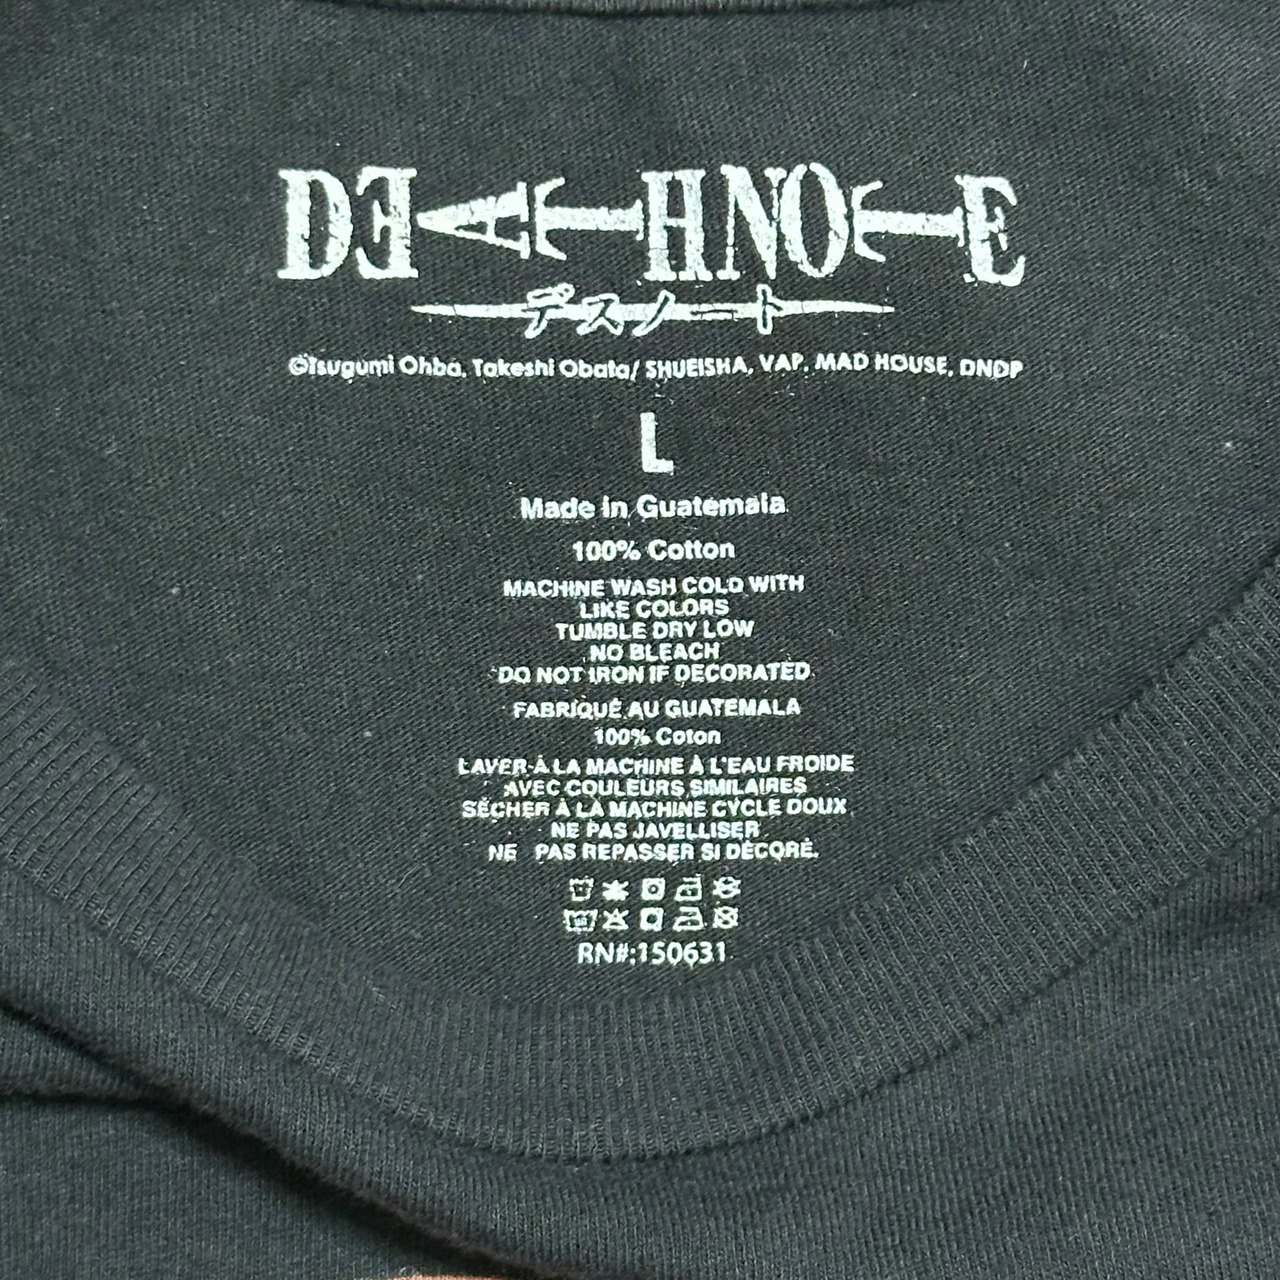 DEATHNOTE
デスノート
©Tsugumi Ohba, Takeshi Obata/ SHUEISHA, VAP, MAD HOUSE, DNDP
L
Made in Guatemala
100% Cotton
MACHINE WASH COLD WITH
LIKE COLORS
TUMBLE DRY LOW
NO BLEACH
DO NOT IRON IF DECORATED
FABRIQUÉ AU GUATEMALA
100% Coton
LAVER À LA MACHINE À L'EAU FROIDE
AVEC COULEURS SIMILAIRES
SÉCHER À LA MACHINE CYCLE DOUX
NE PAS JAVELLISER
NE PAS REPASSER SI DÉCORÉ.
RN#:150631